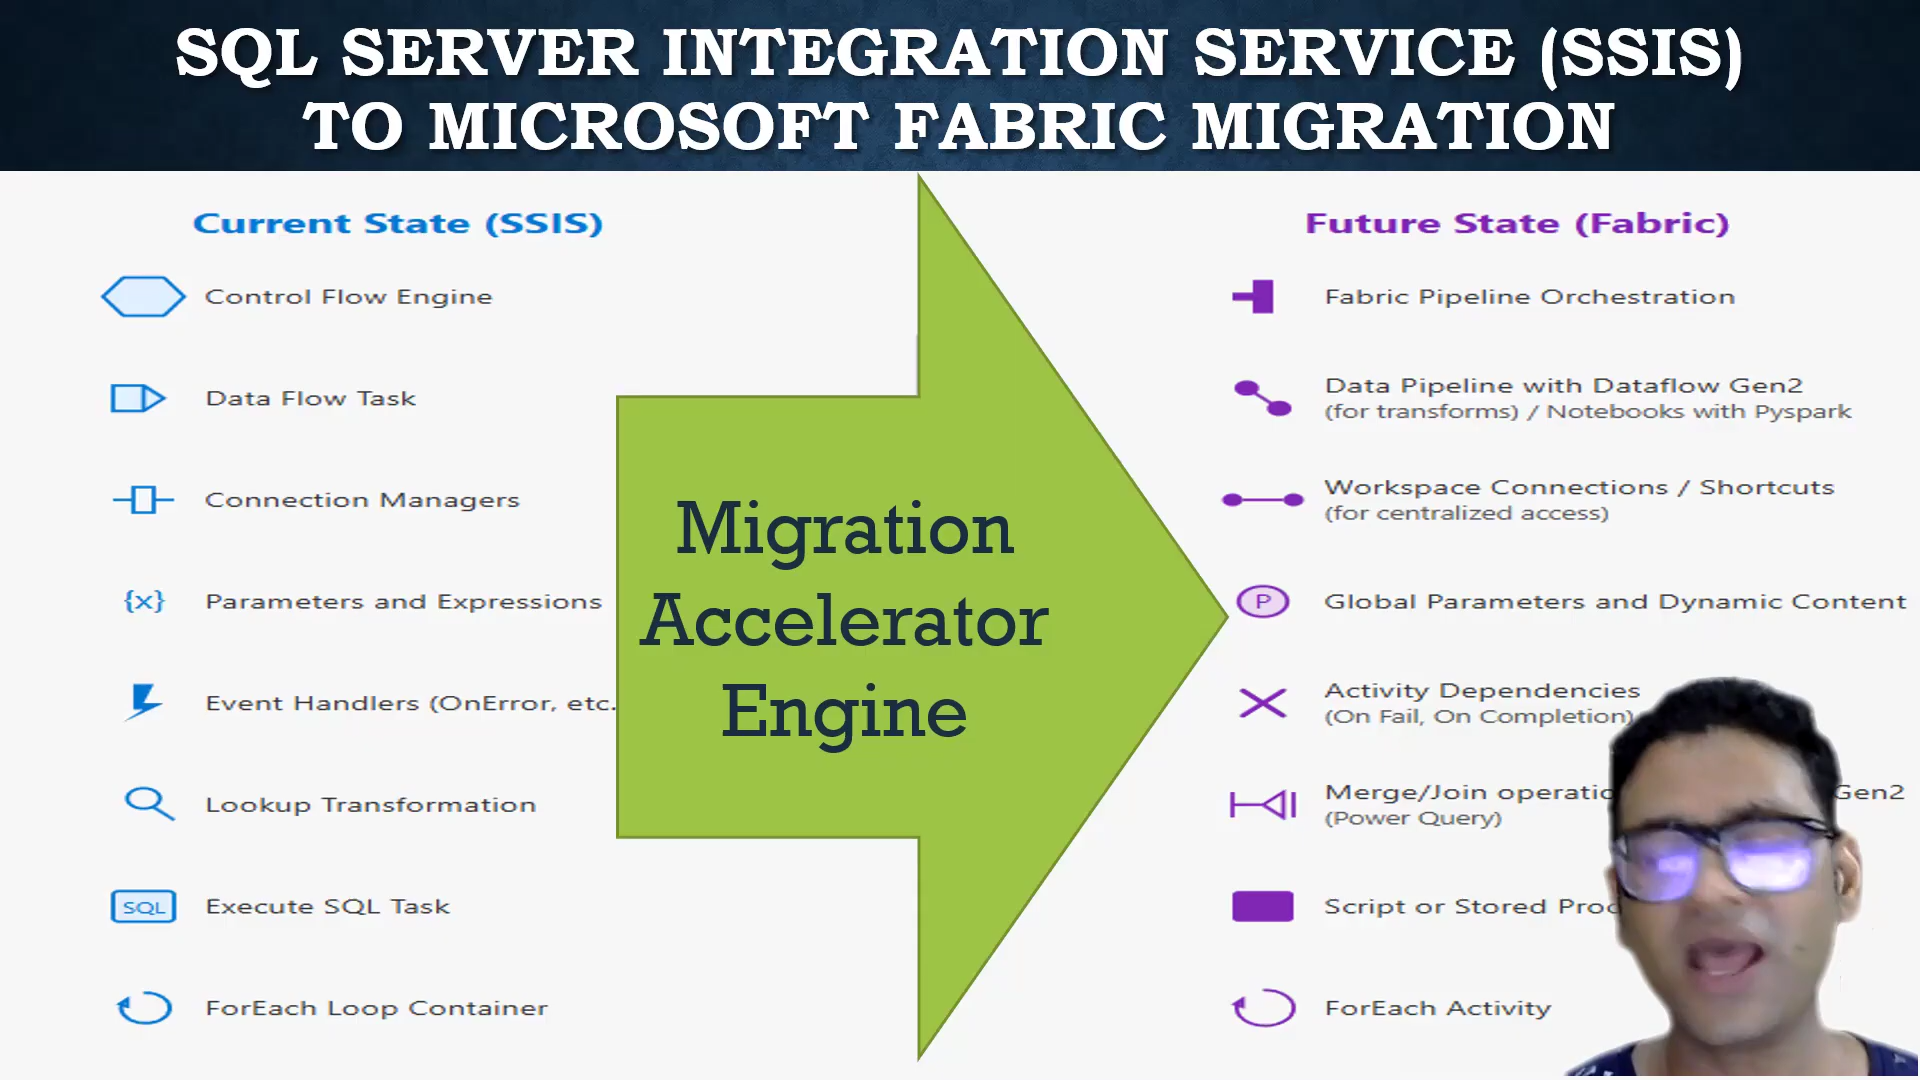 SQL SERVER INTEGRATION SERVICE (SSIS)
TO MICROSOFT FABRIC MIGRATION
Current State (SSIS)
Control Flow Engine
Data Flow Task
Connection Managers
{x} Parameters and Expressions
Event Handlers (OnError, etc.
Lookup Transformation
SQL Execute SQL Task
ForEach Loop Container
Migration
Accelerator
Engine
Future State (Fabric)
Fabric Pipeline Orchestration
Data Pipeline with Dataflow Gen2
(for transforms) / Notebooks with Pyspark
Workspace Connections / Shortcuts
(for centralized access)
P Global Parameters and Dynamic Content
Activity Dependencies
(On Fail, On Completion)
Merge/Join Gen2
(Power Query)
Script or Stored
ForEach Activity